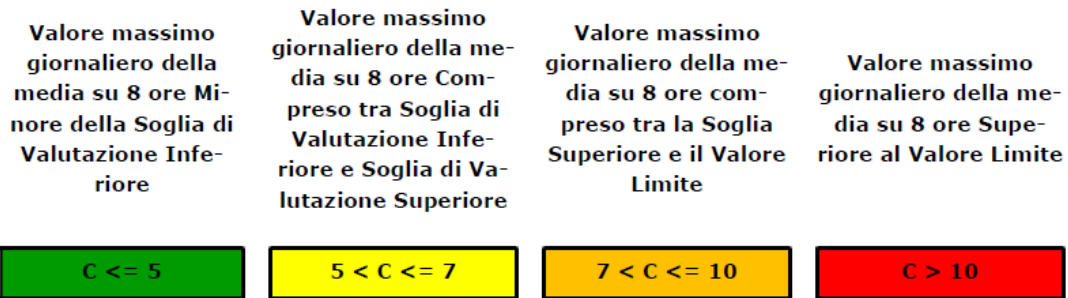 Valore massimo
giornaliero della
media su 8 ore Mi-
nore della Soglia di
Valutazione Infe-
riore
Valore massimo
giornaliero della me-
dia su 8 ore Com-
preso tra Soglia di
Valutazione Infe-
riore e Soglia di Va-
lutazione Superiore
Valore massimo
giornaliero della me-
dia su 8 ore com-
preso tra la Soglia
Superiore e il Valore
Limite
Valore massimo
giornaliero della me-
dia su 8 ore Supe-
riore al Valore Limite
C <= 5
5 < C <= 7
7 < C <= 10
C > 10